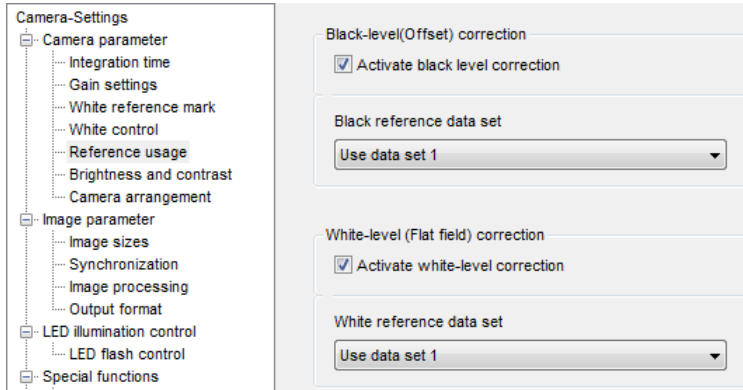 Camera-Settings
Camera parameter
Integration time
Gain settings
White reference mark
White control
Reference usage
Brightness and contrast
Camera arrangement
Image parameter
Image sizes
Synchronization
Image processing
Output format
LED illumination control
LED flash control
Special functions
Black-level(Offset) correction
Activate black level correction
Black reference data set
Use data set 1
White-level (Flat field) correction
Activate white-level correction
White reference data set
Use data set 1